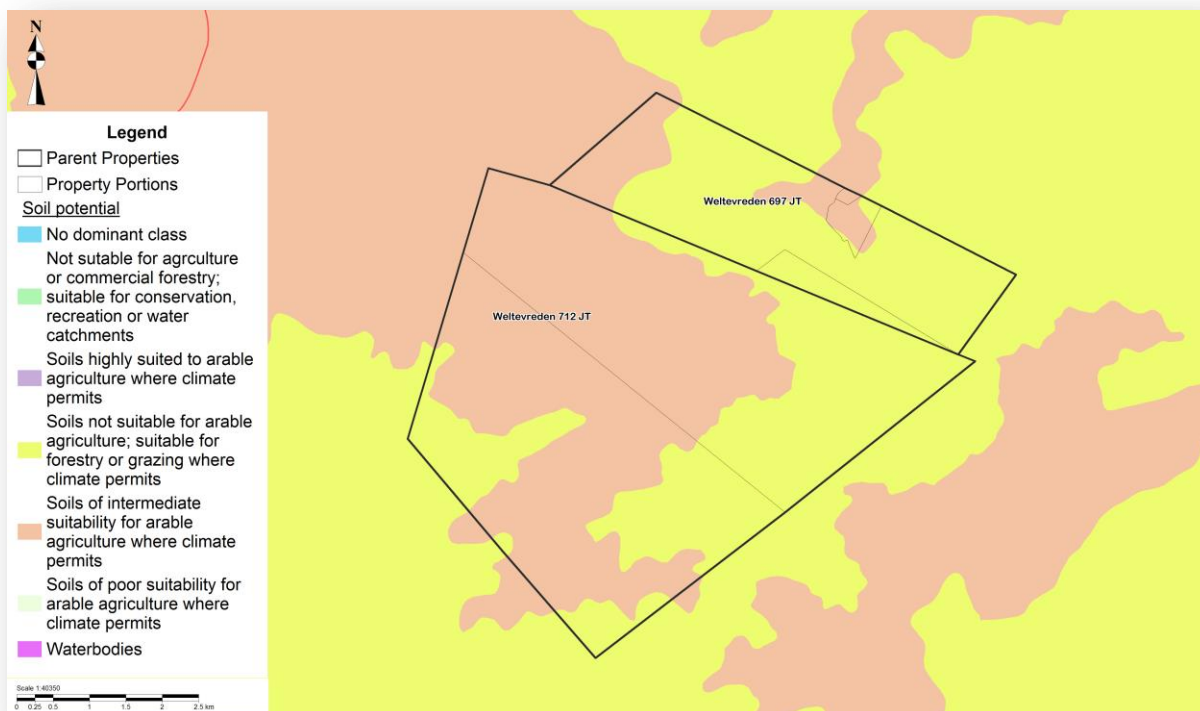 N
Legend
Parent Properties
Property Portions
Soil potential
No dominant class
Not sutable for agrculture
or commercial forestry;
suitable for conservation,
recreation or water
catchments
Soils highly suited to arable
agriculture where climate
permits
Soils not suitable for arable
agriculture; suitable for
forestry or grazing where
climate permits
Soils of intermediate
suitability for arable
agriculture where climate
permits
Soils of poor suitability for
arable agriculture where
climate permits
Waterbodies
Scale 1:40350
0 0.25 0.5 1 1.5 2 2.5 km
Weltevreden 697 JT
Weltevreden 712 JT